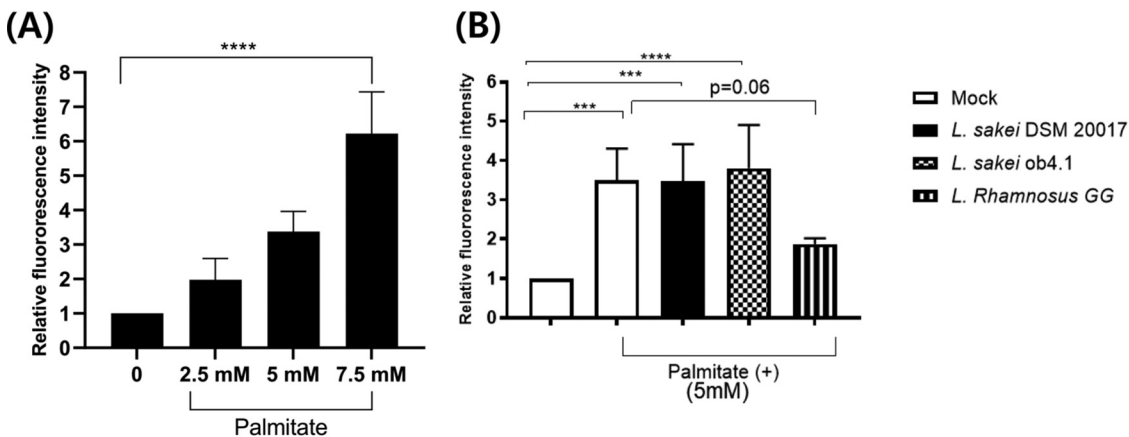 (A)
****
Relative fluororescence intensity
8
7
6
5
4
3
2
1
0
0 2.5 mM 5 mM 7.5 mM
Palmitate
(B)
****
***
p=0.06
***
Relative fluororescence intensity
6
5
4
3
2
1
0
Palmitate (+)
(5mM)
Mock
L. sakei DSM 20017
L. sakei ob4.1
L. Rhamnosus GG